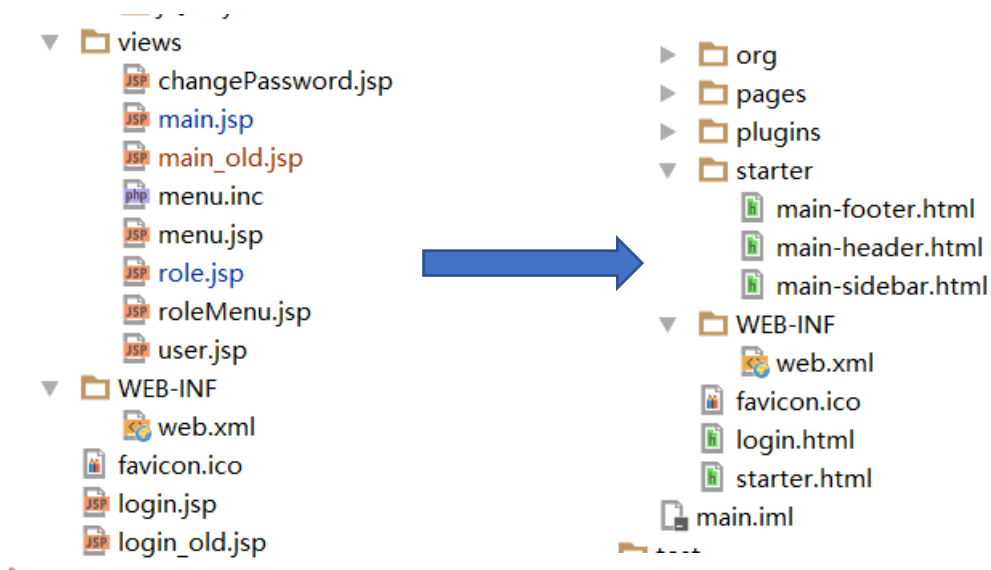 views
changePassword.jsp
main.jsp
main_old.jsp
menu.inc
menu.jsp
role.jsp
roleMenu.jsp
user.jsp
WEB-INF
web.xml
favicon.ico
login.jsp
login_old.jsp
org
pages
plugins
starter
main-footer.html
main-header.html
main-sidebar.html
WEB-INF
web.xml
favicon.ico
login.html
starter.html
main.iml